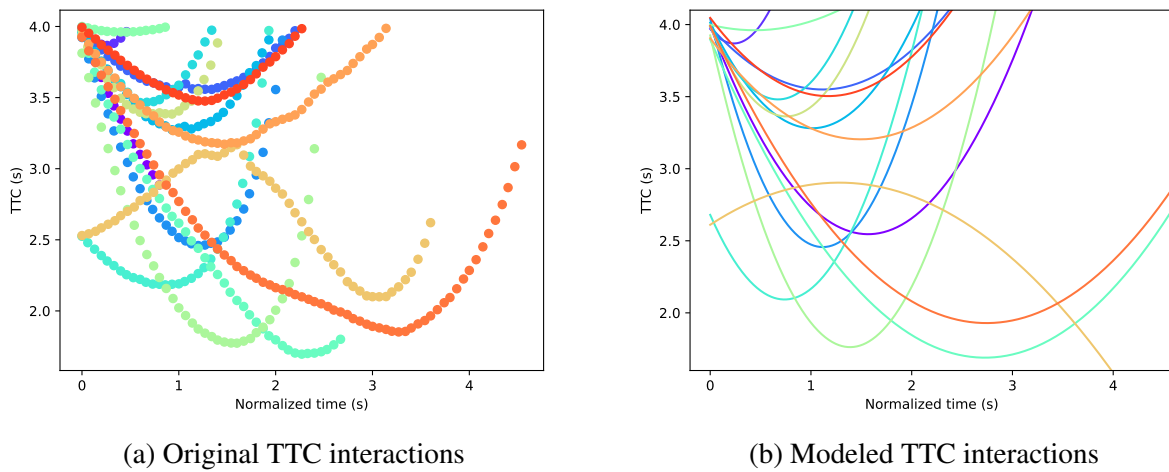 4.0
3.5
3.0
2.5
2.0
TTC (s)
0 1 2 3 4
Normalized time (s)
(a) Original TTC interactions
4.0
3.5
3.0
2.5
2.0
TTC (s)
0 1 2 3 4
Normalized time (s)
(b) Modeled TTC interactions